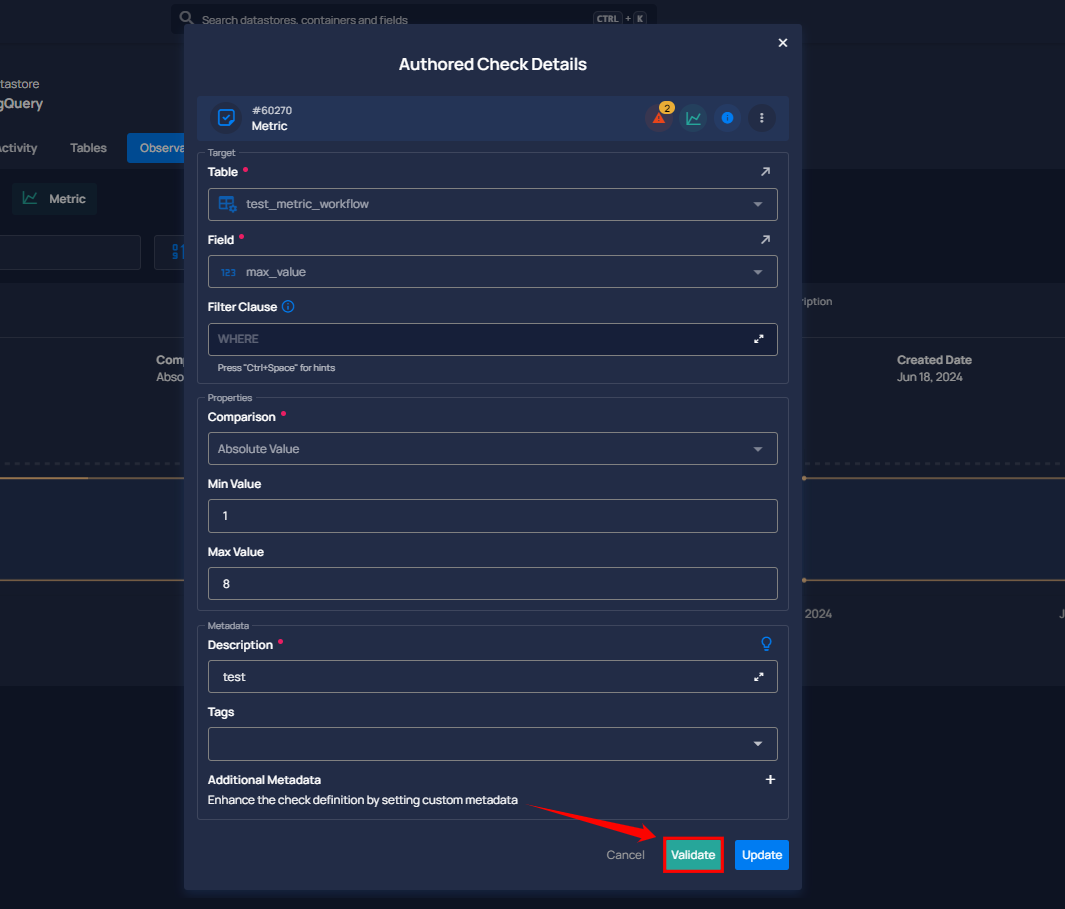 Search datastores, containers and fields
CTRL + K
Authored Check Details
tastore
gQuery
#60270
Metric
2
ctivity
Tables
Observa
Metric
Target
Table *
test_metric_workflow
Field *
123 max_value
Filter Clause
WHERE
Press "Ctrl+Space" for hints
ription
Com
Abso
Created Date
Jun 18, 2024
Properties
Comparison *
Absolute Value
Min Value
1
Max Value
8
2024
J
Metadata
Description *
test
Tags
Additional Metadata
+
Enhance the check definition by setting custom metadata
Cancel
Validate
Update